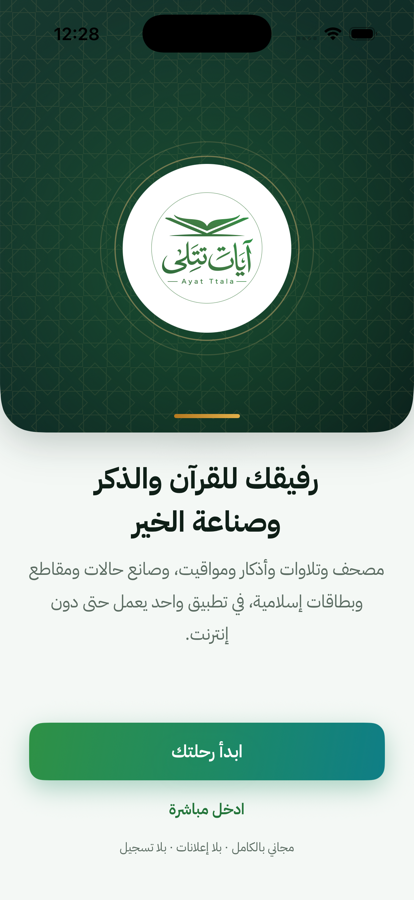 12:28
آيات تتلى
Ayat Ttala
رفيقك للقرآن والذكر
وصناعة الخير
مصحف وتلاوات وأذكار ومواقيت، وصانع حالات ومقاطع
وبطاقات إسلامية، في تطبيق واحد يعمل حتى دون
إنترنت.
ابدأ رحلتك
ادخل مباشرة
مجاني بالكامل · بلا إعلانات · بلا تسجيل